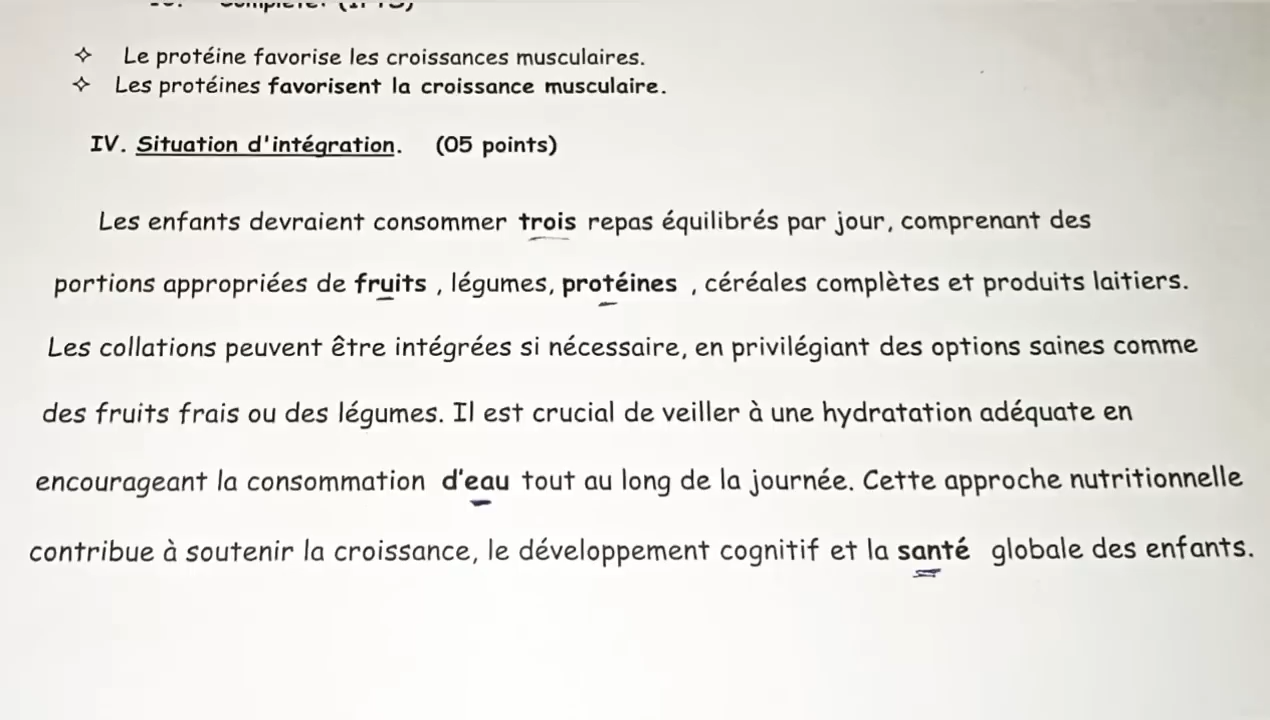 ✧ Le protéine favorise les croissances musculaires.
✧ Les protéines favorisent la croissance musculaire.
IV. Situation d'intégration. (05 points)
Les enfants devraient consommer trois repas équilibrés par jour, comprenant des
portions appropriées de fruits , légumes, protéines , céréales complètes et produits laitiers.
Les collations peuvent être intégrées si nécessaire, en privilégiant des options saines comme
des fruits frais ou des légumes. Il est crucial de veiller à une hydratation adéquate en
encourageant la consommation d'eau tout au long de la journée. Cette approche nutritionnelle
contribue à soutenir la croissance, le développement cognitif et la santé globale des enfants.